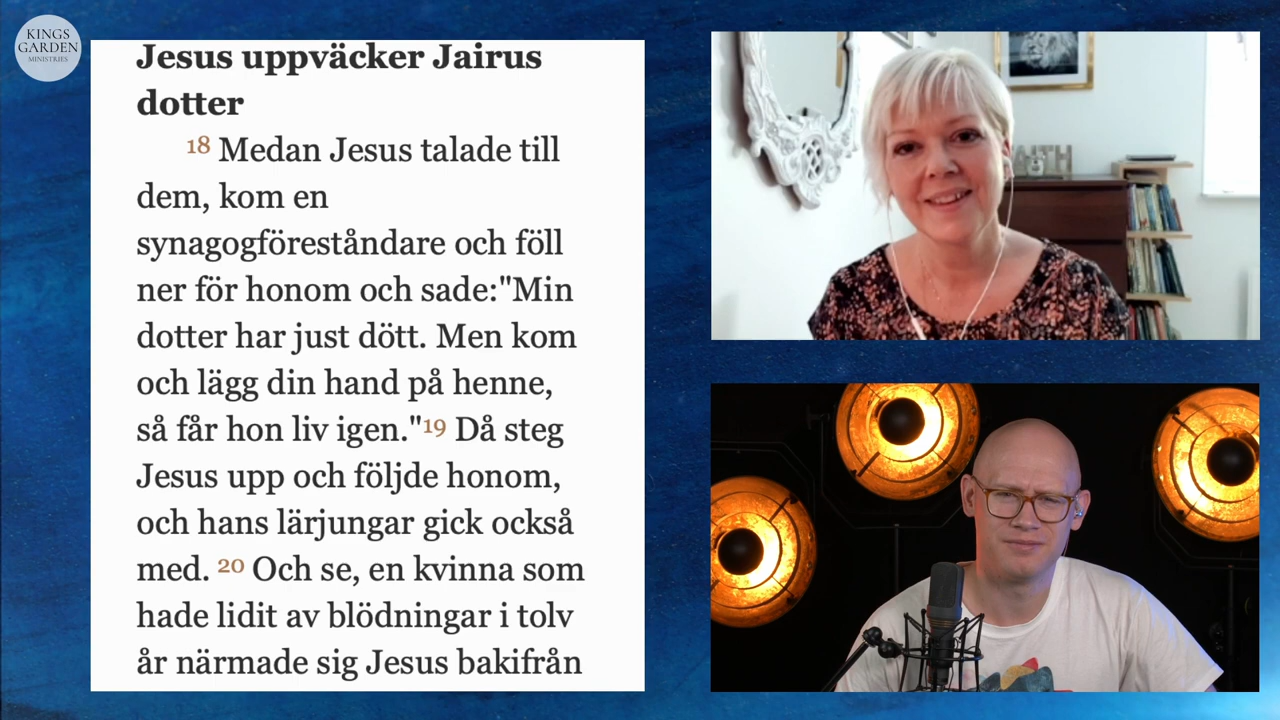 KINGS
GARDEN
MINISTRIES
Jesus uppväcker Jairus
dotter
18 Medan Jesus talade till
dem, kom en
synagogföreståndare och föll
ner för honom och sade:"Min
dotter har just dött. Men kom
och lägg din hand på henne,
så får hon liv igen."19 Då steg
Jesus upp och följde honom,
och hans lärjungar gick också
med. 20 Och se, en kvinna som
hade lidit av blödningar i tolv
år närmade sig Jesus bakifrån